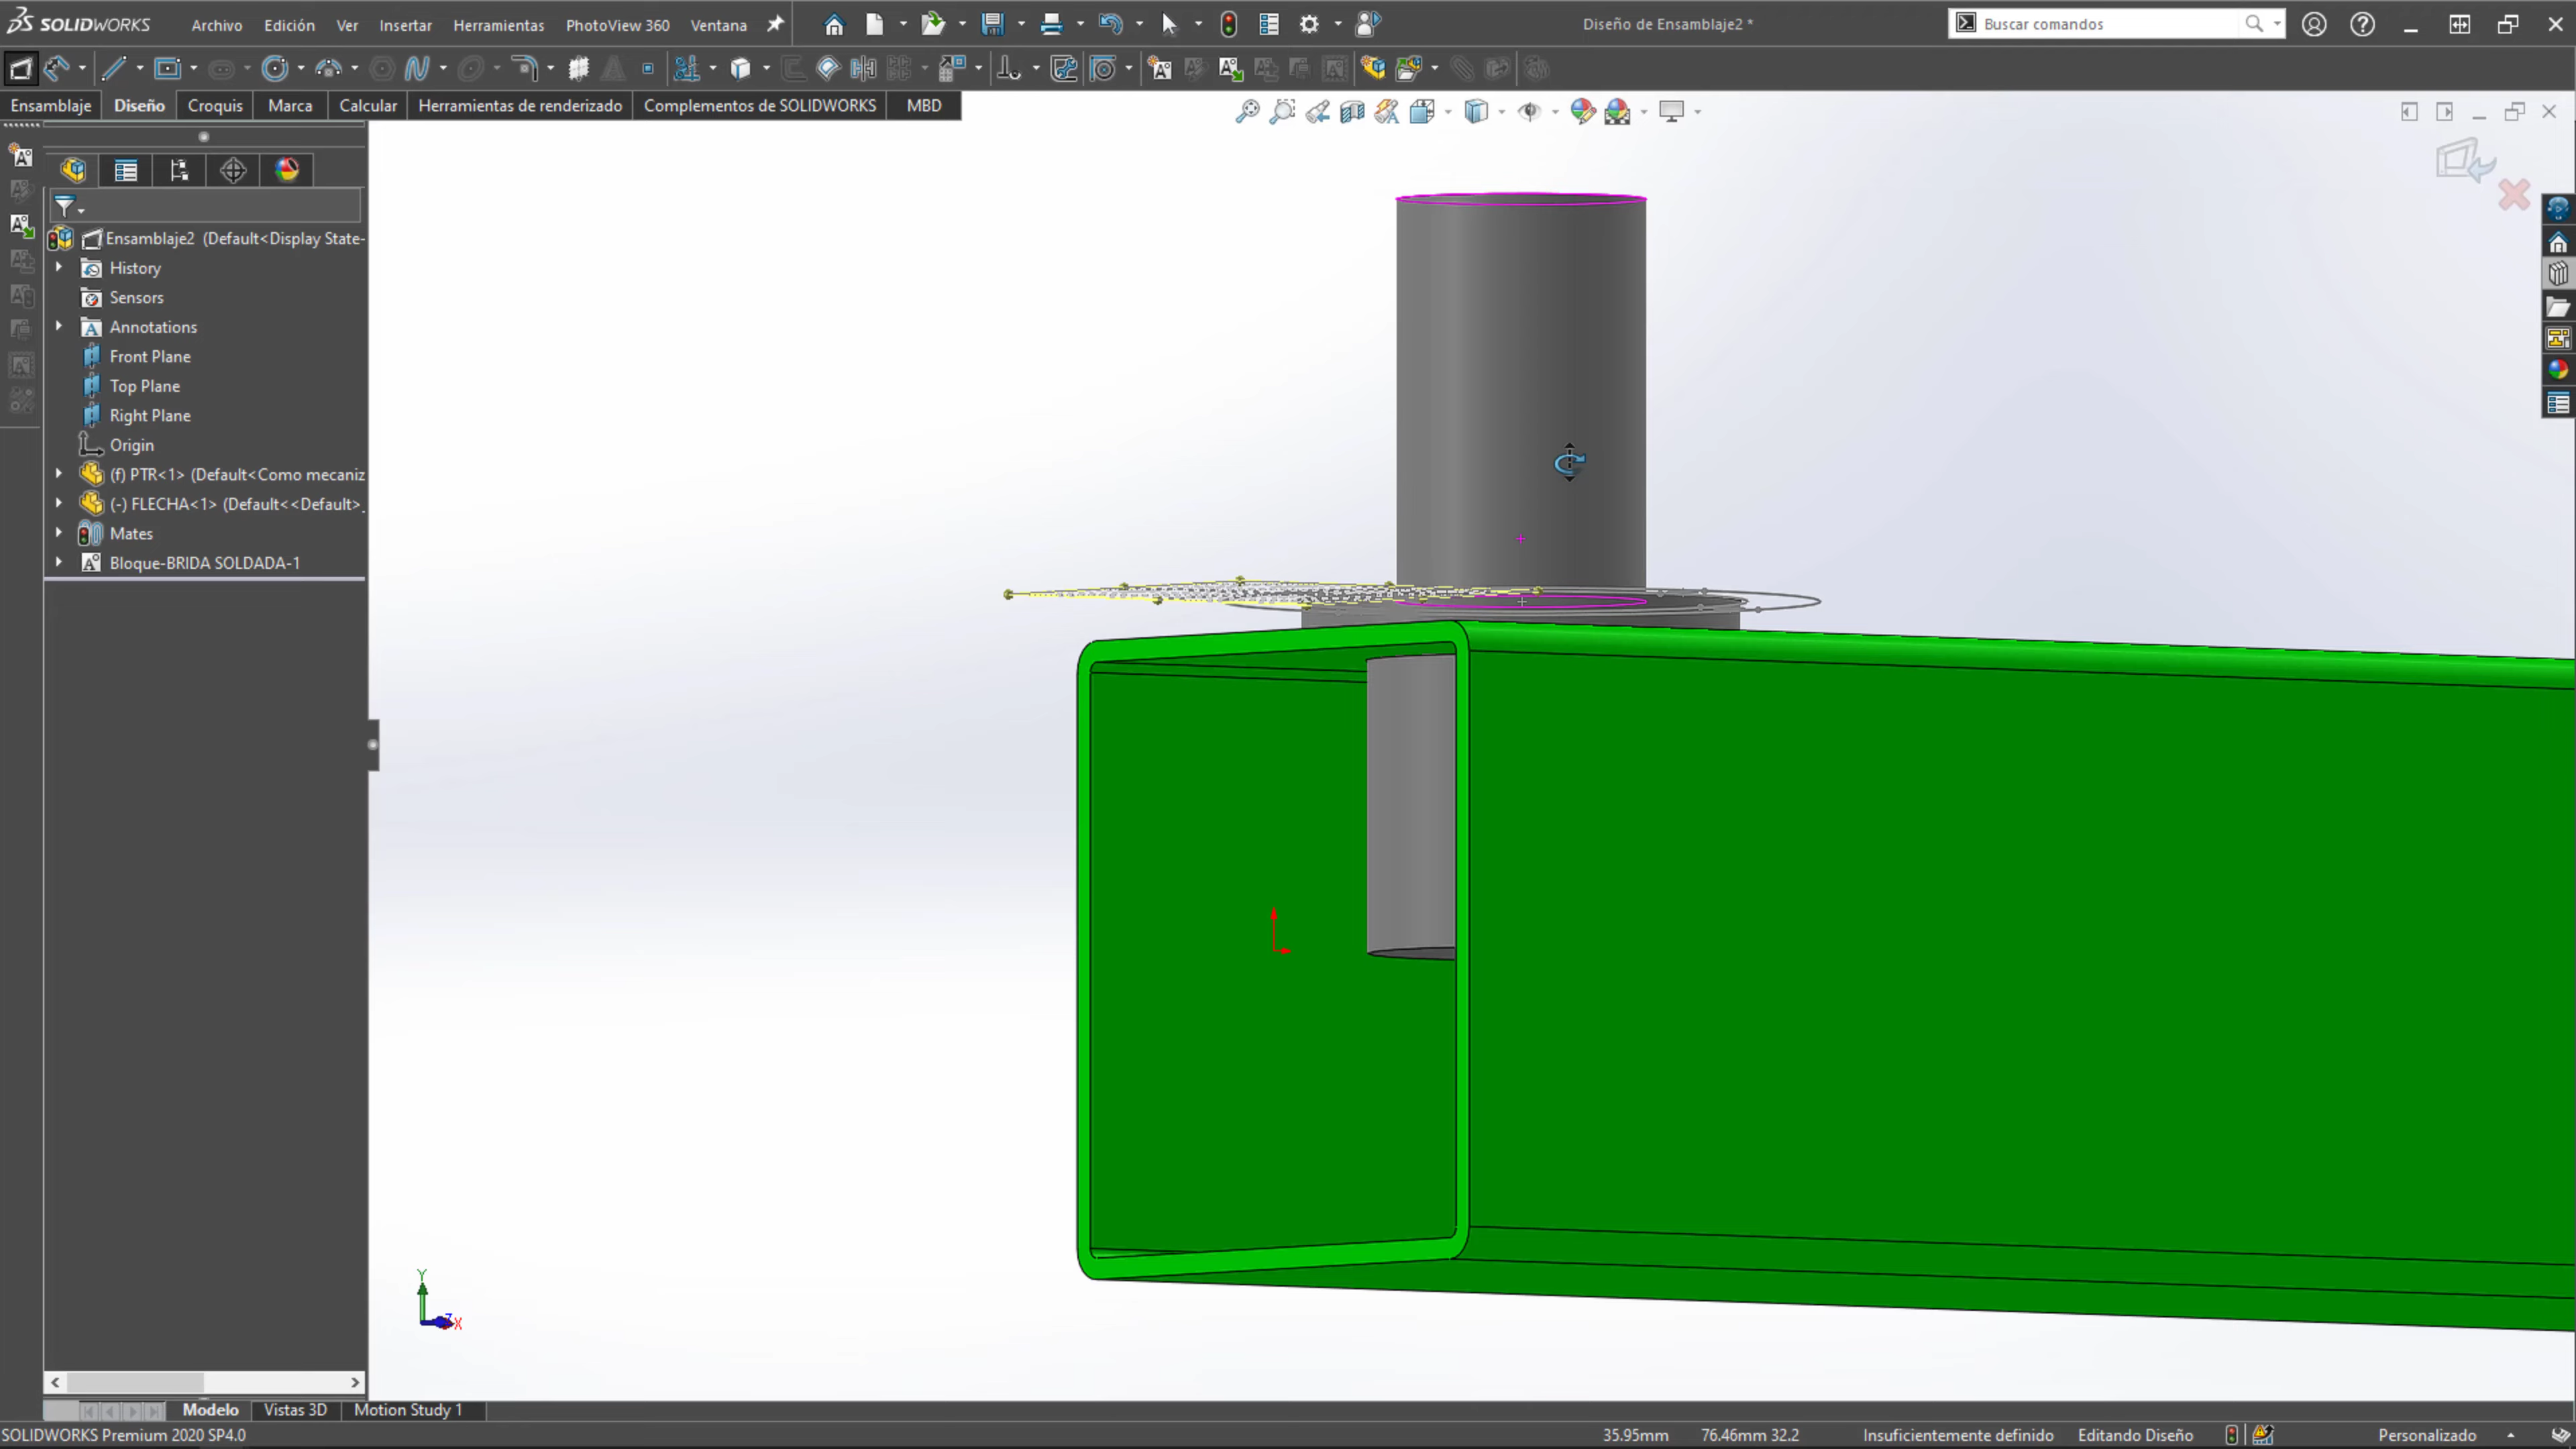 SOLIDWORKS Archivo Edición Ver Insertar Herramientas PhotoView 360 Ventana Diseño de Ensamblaje2 * Buscar comandos
Ensamblaje Diseño Croquis Marca Calcular Herramientas de renderizado Complementos de SOLIDWORKS MBD
Ensamblaje2 (Default<Display State-
History
Sensors
Annotations
Front Plane
Top Plane
Right Plane
Origin
(f) PTR<1> (Default<Como mecaniz
(-) FLECHA<1> (Default<<Default>_
Mates
Bloque-BRIDA SOLDADA-1
Y
Z
X
Modelo Vistas 3D Motion Study 1
SOLIDWORKS Premium 2020 SP4.0 35.95mm 76.46mm 32.2 Insuficientemente definido Editando Diseño Personalizado